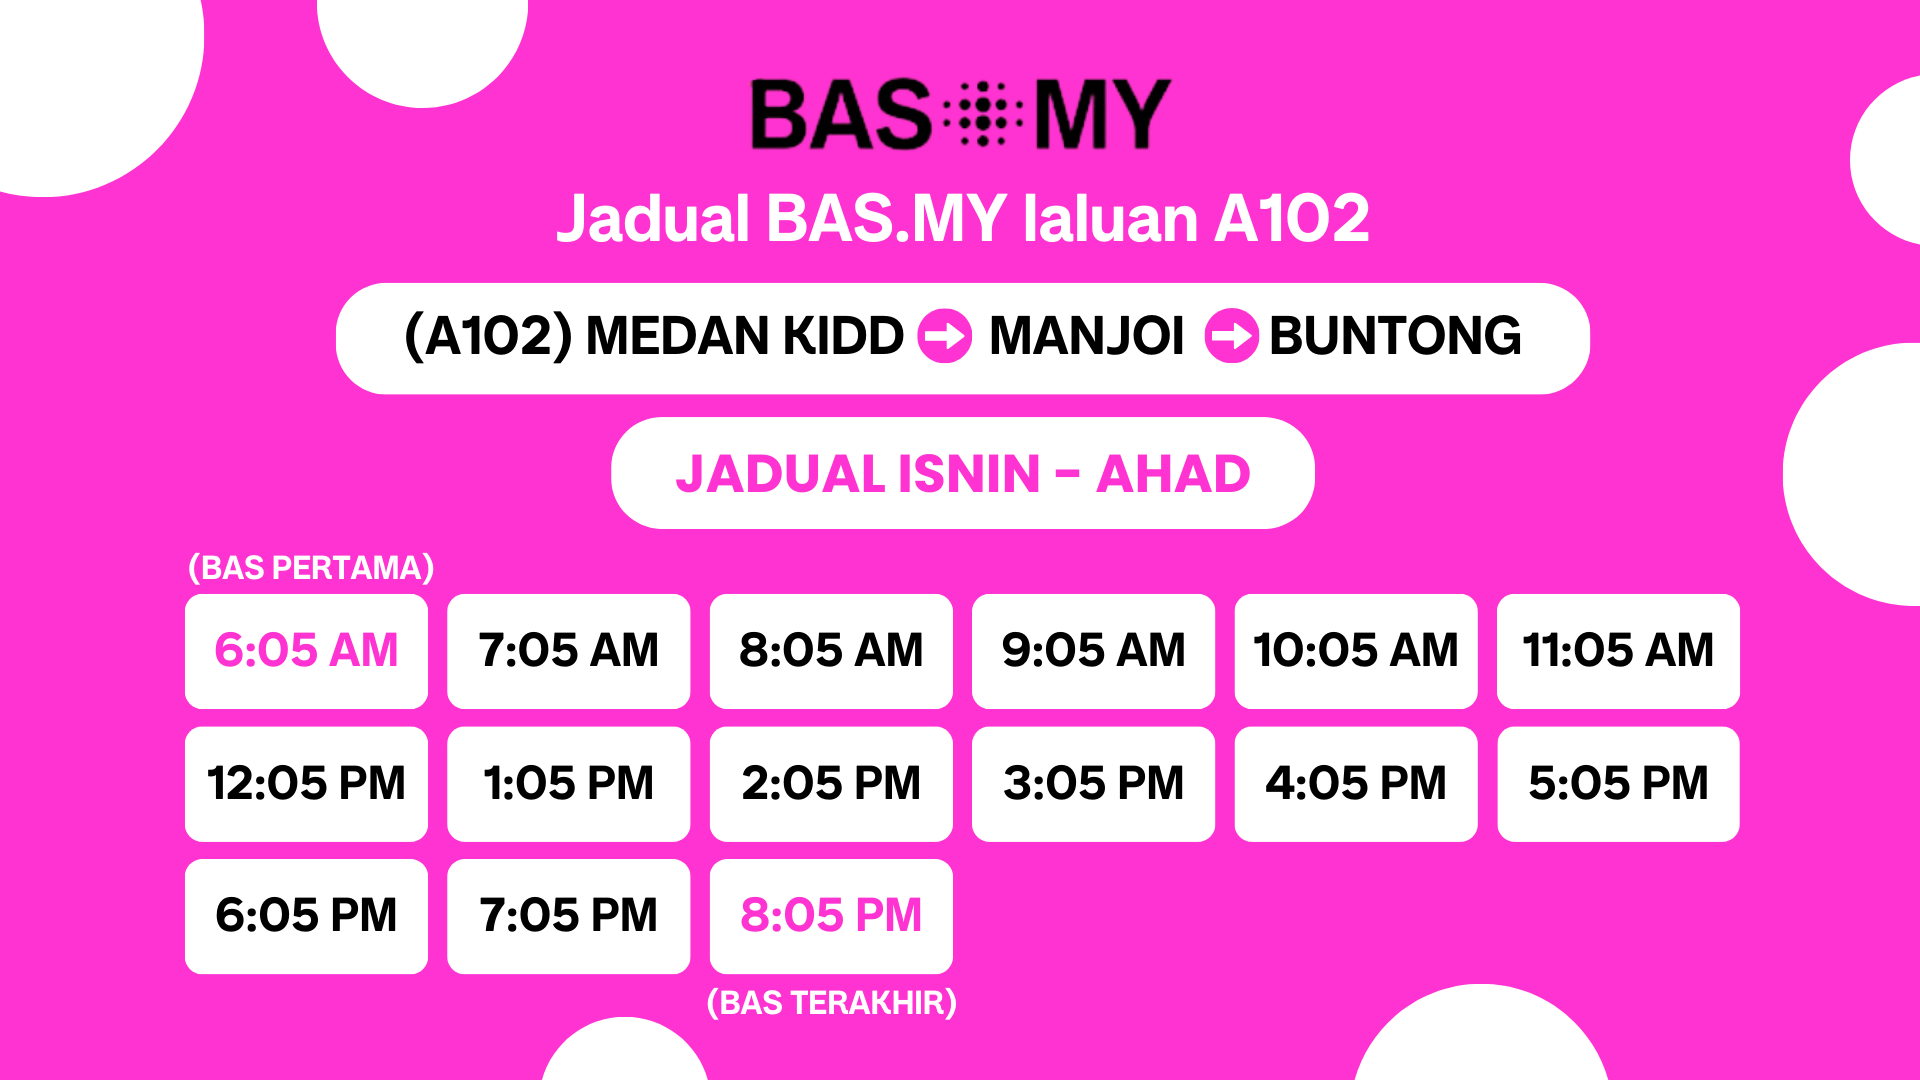 BAS MY
Jadual BAS.MY laluan A102
(A102) MEDAN KIDD MANJOI BUNTONG
JADUAL ISNIN - AHAD
(BAS PERTAMA)
6:05 AM 7:05 AM 8:05 AM 9:05 AM 10:05 AM 11:05 AM
12:05 PM 1:05 PM 2:05 PM 3:05 PM 4:05 PM 5:05 PM
6:05 PM 7:05 PM 8:05 PM
(BAS TERAKHIR)